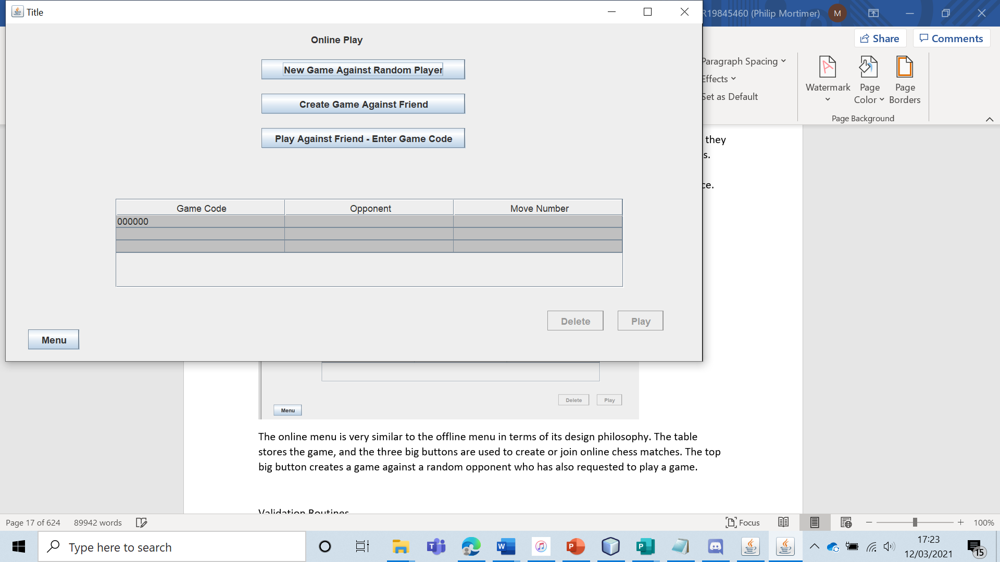 Title
R19845460 (Philip Mortimer) M
Share Comments
Online Play
New Game Against Random Player
Create Game Against Friend
Play Against Friend - Enter Game Code
Game Code Opponent Move Number
000000
Delete Play
Menu
Paragraph Spacing
Effects
Set as Default
Watermark
Page Color
Page Borders
Page Background
they
s.
ce.
Delete Play
Menu
The online menu is very similar to the offline menu in terms of its design philosophy. The table
stores the game, and the three big buttons are used to create or join online chess matches. The top
big button creates a game against a random opponent who has also requested to play a game.
Validation Routines
Page 17 of 624 89942 words Focus 100%
Type here to search
17:23
12/03/2021
15